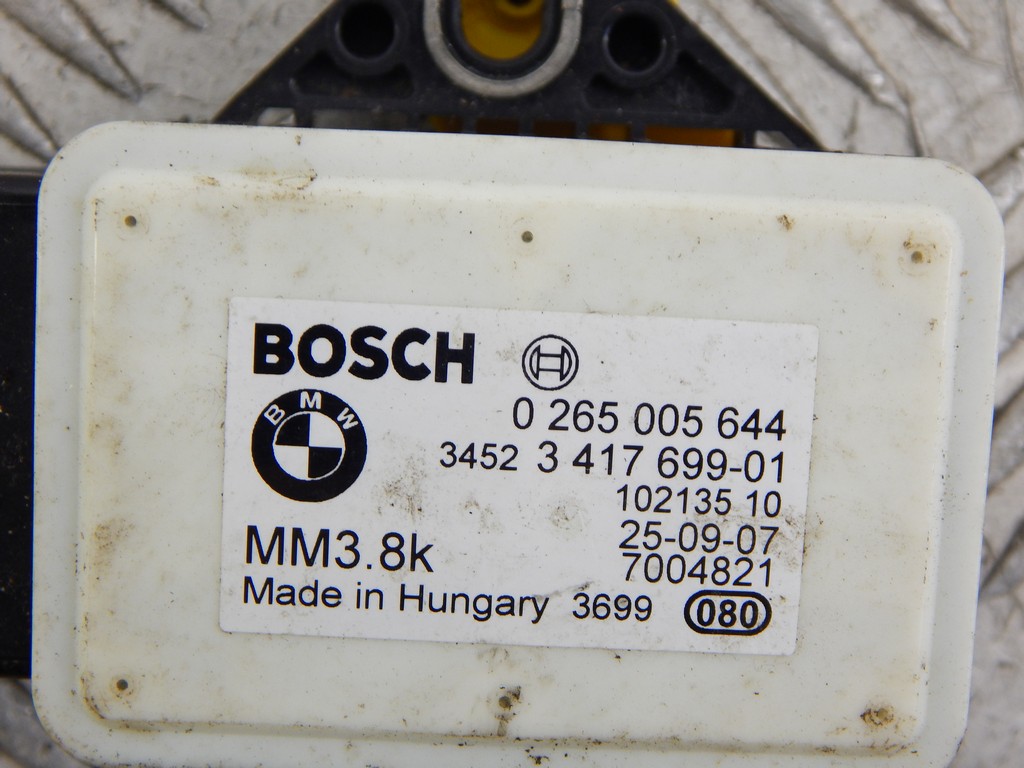 BOSCH
BMW
0 265 005 644
3452 3 417 699-01
102135 10
25-09-07
MM3.8k
7004821
Made in Hungary 3699 080